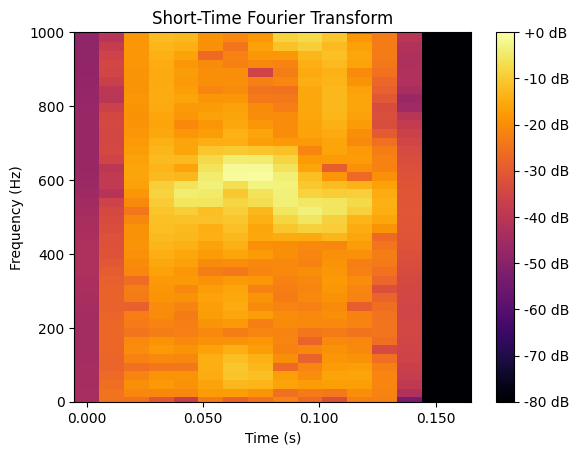 Short-Time Fourier Transform
1000
800
600
400
200
0
Frequency (Hz)
0.000
0.050
0.100
0.150
Time (s)
+0 dB
-10 dB
-20 dB
-30 dB
-40 dB
-50 dB
-60 dB
-70 dB
-80 dB